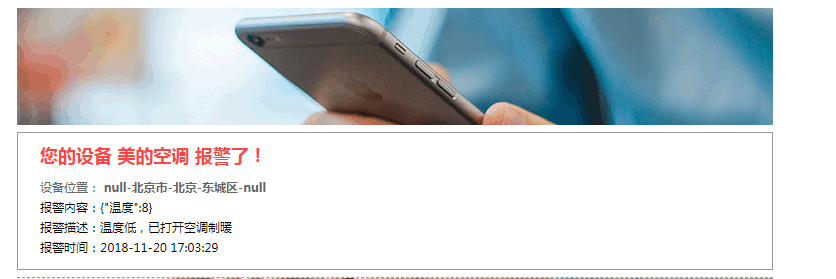 您的设备 美的空调 报警了！
设备位置： null-北京市-北京-东城区-null
报警内容：{"温度":8}
报警描述：温度低，已打开空调制暖
报警时间：2018-11-20 17:03:29